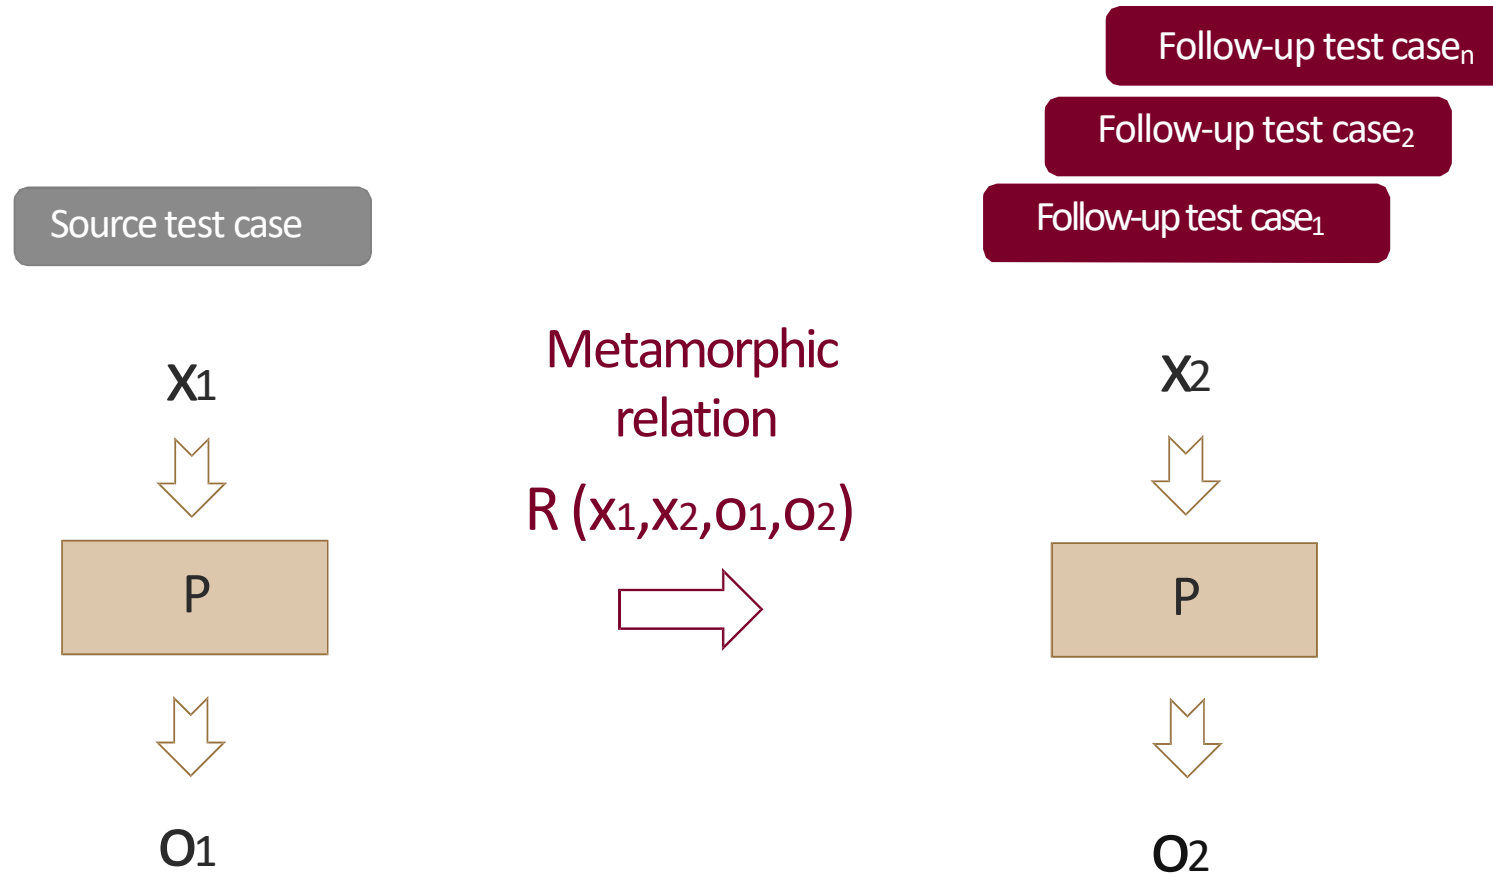 Follow-up test caseₙ
Follow-up test case₂
Follow-up test case₁
Source test case
x1
Metamorphic
relation
R (x1,x2,o1,o2)
x2
P
P
o1
o2